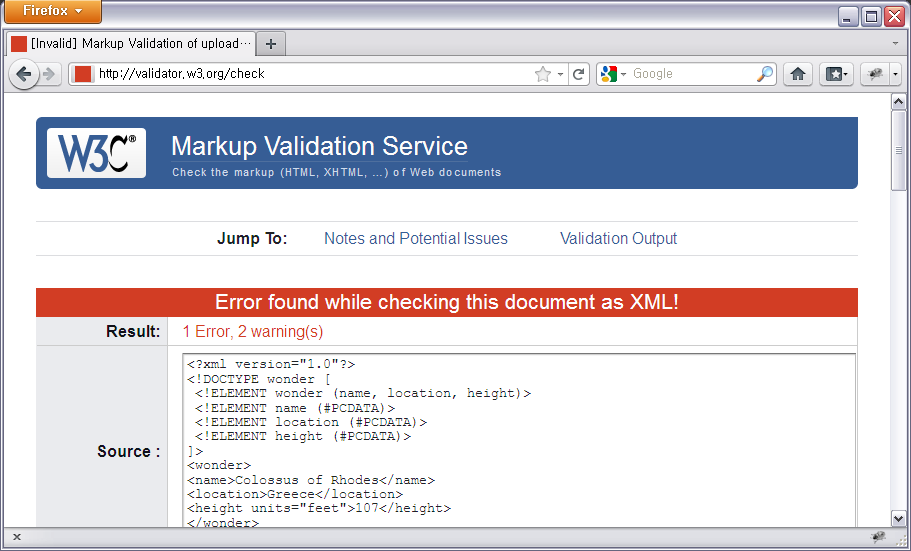 Firefox
[Invalid] Markup Validation of upload···
http://validator.w3.org/check
Google
W3C®
Markup Validation Service
Check the markup (HTML, XHTML, …) of Web documents
Jump To: Notes and Potential Issues Validation Output
Error found while checking this document as XML!
Result: 1 Error, 2 warning(s)
Source :
<?xml version="1.0"?>
<!DOCTYPE wonder [
<!ELEMENT wonder (name, location, height)>
<!ELEMENT name (#PCDATA)>
<!ELEMENT location (#PCDATA)>
<!ELEMENT height (#PCDATA)>
]>
<wonder>
<name>Colossus of Rhodes</name>
<location>Greece</location>
<height units="feet">107</height>
</wonder>